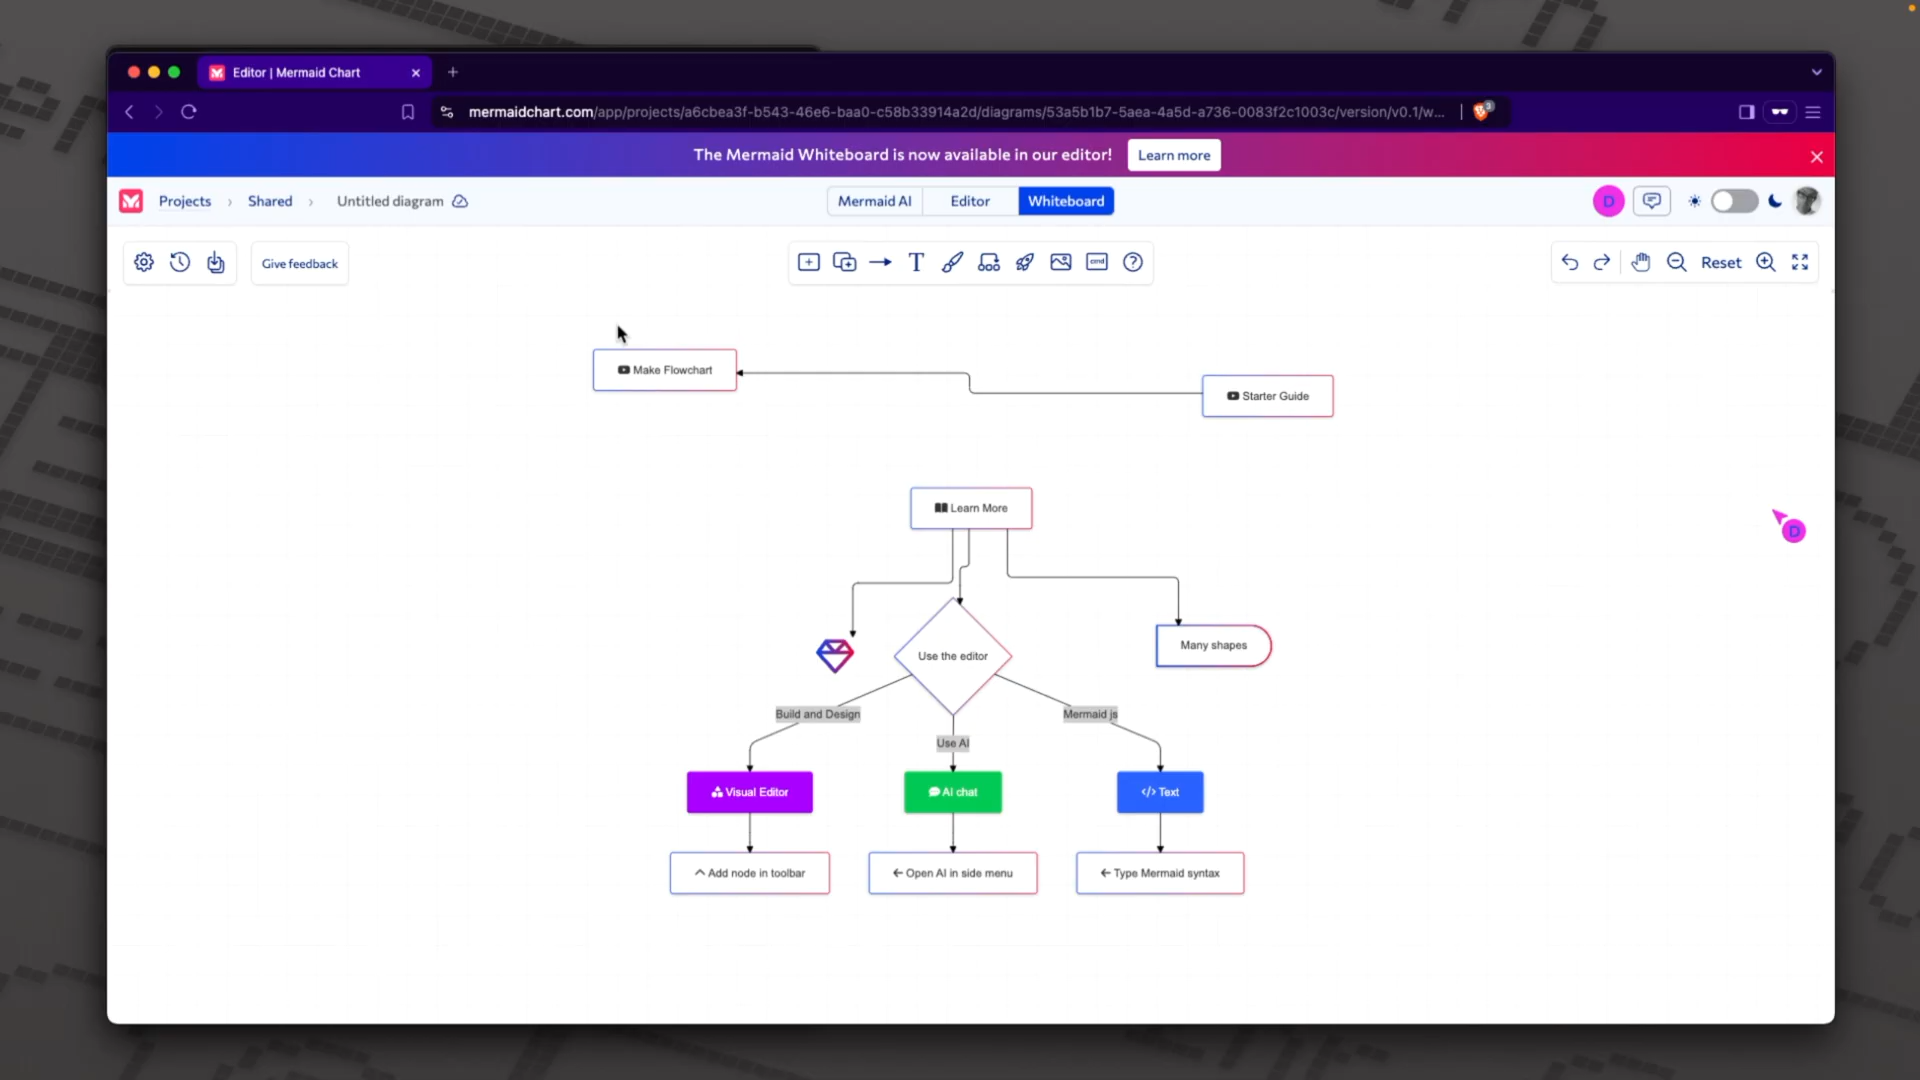 Editor | Mermaid Chart
mermaidchart.com/app/projects/a6cbea3f-b543-46e6-baa0-c58b33914a2d/diagrams/53a5b1b7-5aea-4a5d-a736-0083f2c1003c/version/v0.1/w...
3
The Mermaid Whiteboard is now available in our editor!
Learn more
Projects
Shared
Untitled diagram
Mermaid AI
Editor
Whiteboard
D
Give feedback
T
cmd
?
Reset
Make Flowchart
Starter Guide
Learn More
D
Use the editor
Many shapes
Build and Design
Mermaid js
Use AI
Visual Editor
AI chat
</> Text
Add node in toolbar
Open AI in side menu
Type Mermaid syntax